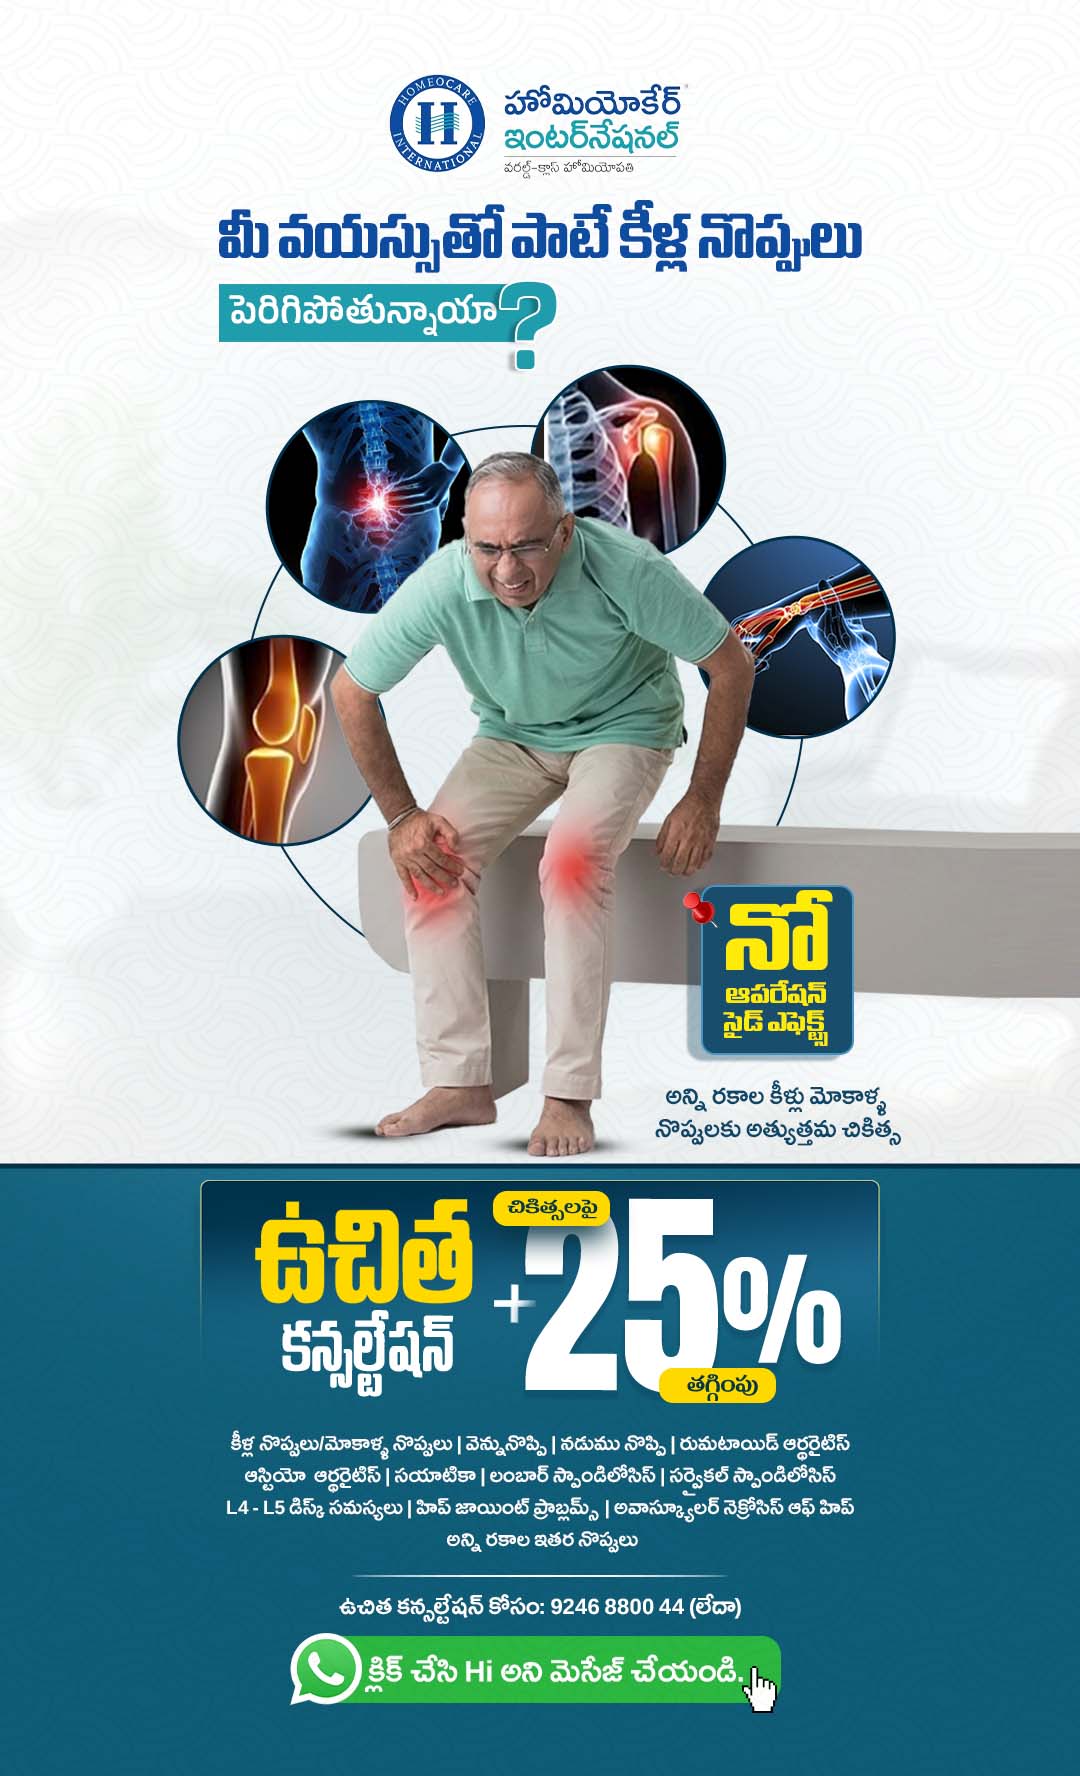 HOMEOCARE INTERNATIONAL
H
హోమియోకేర్
ఇంటర్‌నేషనల్
వరల్డ్-క్లాస్ హోమియోపతి
మీ వయస్సుతో పాటే కీళ్ల నొప్పులు
పెరిగిపోతున్నాయా?
నో
ఆపరేషన్
సైడ్ ఎఫెక్ట్స్
అన్ని రకాల కీళ్లు మోకాళ్ళ
నొప్పులకు అత్యుత్తమ చికిత్స
ఉచిత
కన్సల్టేషన్
+
చికిత్సలపై
25%
తగ్గింపు
కీళ్ల నొప్పులు/మోకాళ్ళ నొప్పులు | వెన్నునొప్పి | నడుము నొప్పి | రుమటాయిడ్ ఆర్థరైటిస్
ఆస్టియో ఆర్థరైటిస్ | సయాటికా | లంబార్ స్పాండిలోసిస్ | సర్వైకల్ స్పాండిలోసిస్
L4 - L5 డిస్క్ సమస్యలు | హిప్ జాయింట్ ప్రాబ్లమ్స్ | అవాస్క్యూలర్ నెక్రోసిస్ ఆఫ్ హిప్
అన్ని రకాల ఇతర నొప్పులు
ఉచిత కన్సల్టేషన్ కోసం: 9246 8800 44 (లేదా)
క్లిక్ చేసి Hi అని మెసేజ్ చేయండి.